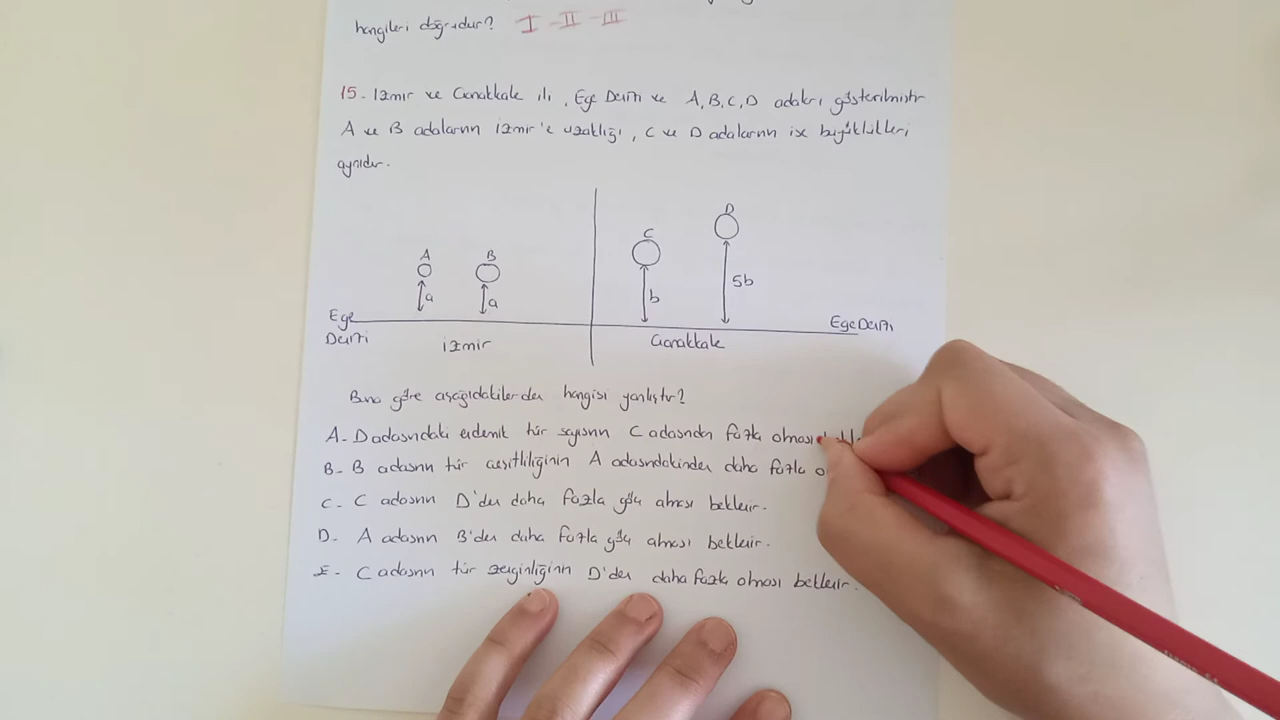 hangileri doğrudur? I - II - III
15- İzmir ve Çanakkale ili, Ege Denizi ve A, B, C, D adaları gösterilmiştir
A ve B adalarının İzmir'e uzaklığı, C ve D adalarının ise büyüklükleri
aynıdır.
D
C
A
B
5b
b
a
a
Ege
Denizi
Ege Denizi
izmir
Çanakkale
Buna göre aşağıdakilerden hangisi yanlıştır?
A- D adasındaki endemik tür sayısının C adasından fazla olması
B- B adasının tür çeşitliliğinin A adasındakinden daha fazla
C- C adasının D'den daha fazla göç alması beklenir.
D- A adasının B'den daha fazla göç alması beklenir.
E- C adasının tür zenginliğinin D'den daha fazla olması beklenir.